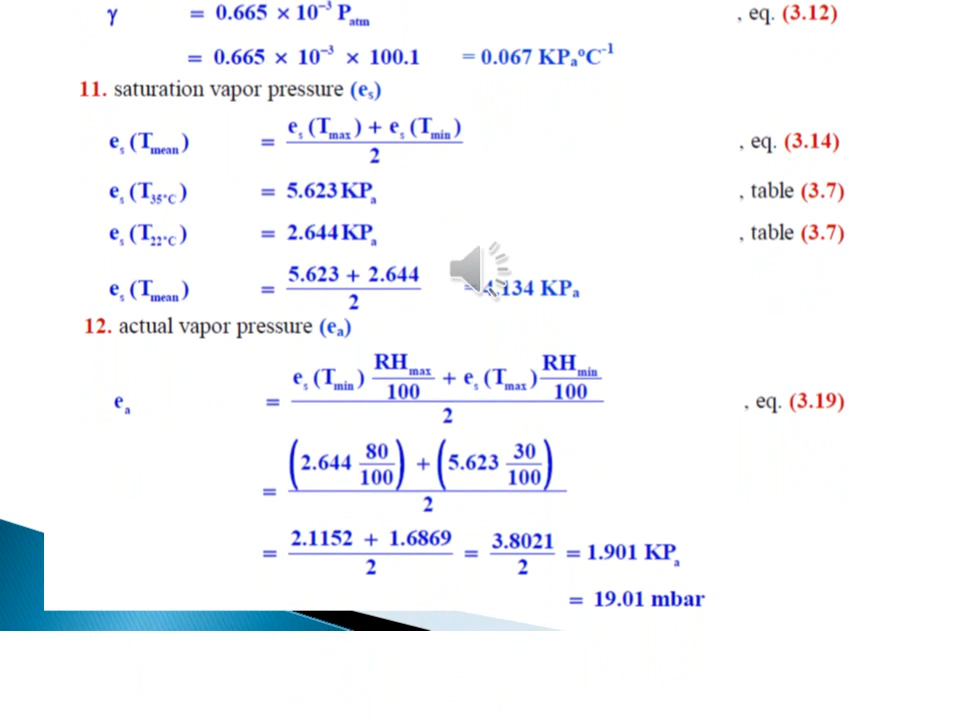 γ = 0.665 × 10⁻³ Pₐₜₘ , eq. (3.12)
= 0.665 × 10⁻³ × 100.1 = 0.067 KPₐ°C⁻¹
11. saturation vapor pressure (eₛ)
eₛ (Tₘₑₐₙ) = (eₛ (Tₘₐₓ) + eₛ (Tₘᵢₙ)) / 2 , eq. (3.14)
eₛ (T₃₅°C) = 5.623 KPₐ , table (3.7)
eₛ (T₂₂°C) = 2.644 KPₐ , table (3.7)
eₛ (Tₘₑₐₙ) = (5.623 + 2.644) / 2 .134 KPₐ
12. actual vapor pressure (eₐ)
eₐ = (eₛ (Tₘᵢₙ) RHₘₐₓ/100 + eₛ (Tₘₐₓ) RHₘᵢₙ/100) / 2 , eq. (3.19)
= ((2.644 80/100) + (5.623 30/100)) / 2
= (2.1152 + 1.6869) / 2 = 3.8021 / 2 = 1.901 KPₐ
= 19.01 mbar